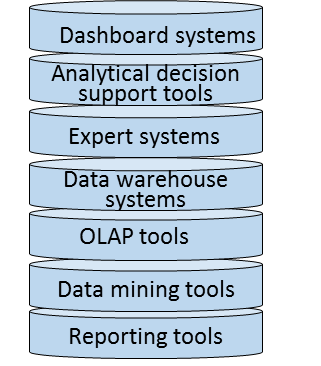 Dashboard systems
Analytical decision
support tools
Expert systems
Data warehouse
systems
OLAP tools
Data mining tools
Reporting tools